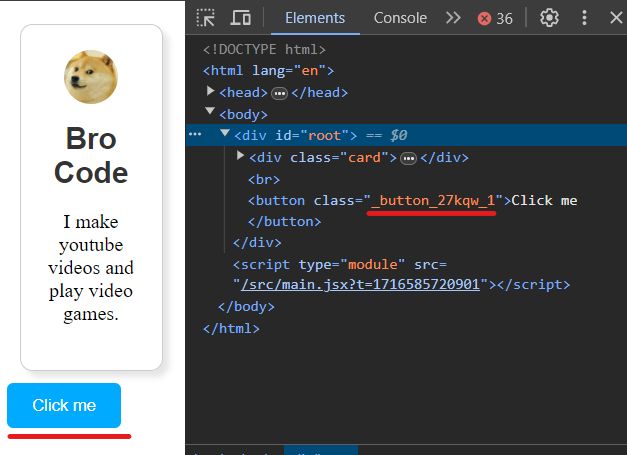 Bro
Code
I make
youtube
videos and
play video
games.
Click me
Elements
Console
36
<!DOCTYPE html>
<html lang="en">
<head>
</head>
<body>
<div id="root"> == $0
<div class="card"> </div>
<br>
<button class="_button_27kqw_1">Click me
</button>
</div>
<script type="module" src=
"/src/main.jsx?t=1716585720901"></script>
</body>
</html>